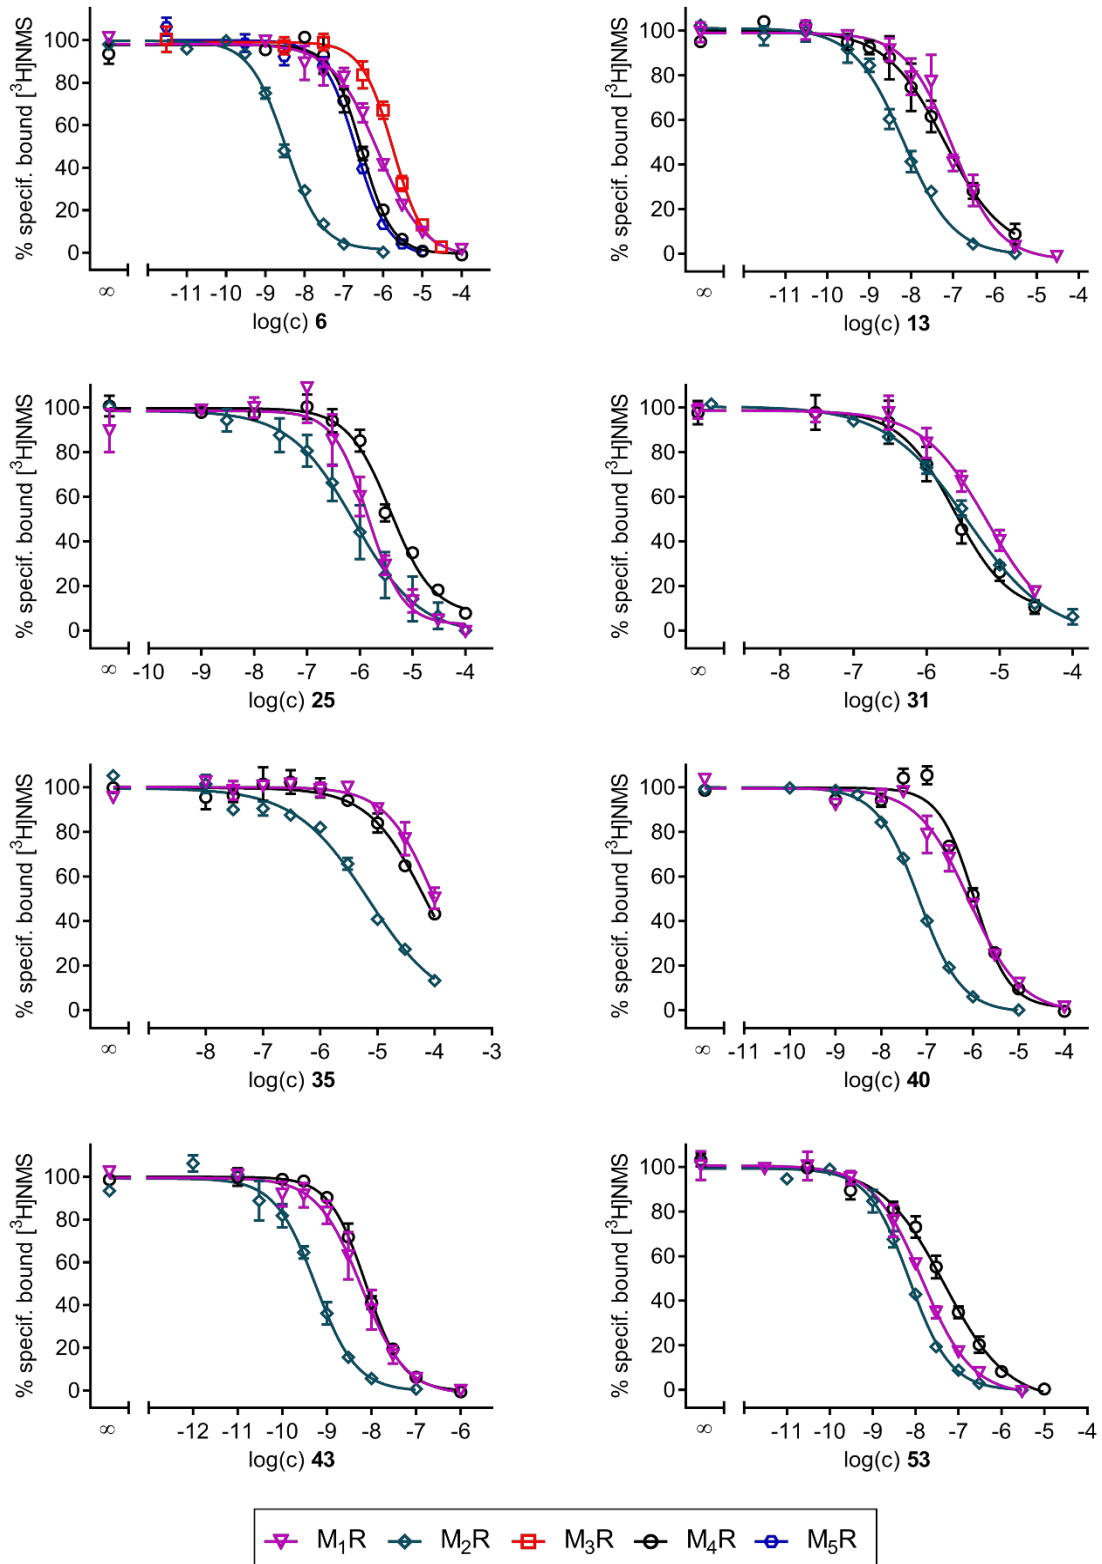 % specif. bound [³H]NMS
100
80
60
40
20
0
∞ -11 -10 -9 -8 -7 -6 -5 -4
log(c) 6
% specif. bound [³H]NMS
100
80
60
40
20
0
∞ -11 -10 -9 -8 -7 -6 -5 -4
log(c) 13
% specif. bound [³H]NMS
100
80
60
40
20
0
∞ -10 -9 -8 -7 -6 -5 -4
log(c) 25
% specif. bound [³H]NMS
100
80
60
40
20
0
∞ -8 -7 -6 -5 -4
log(c) 31
% specif. bound [³H]NMS
100
80
60
40
20
0
∞ -8 -7 -6 -5 -4 -3
log(c) 35
% specif. bound [³H]NMS
100
80
60
40
20
0
∞ -11 -10 -9 -8 -7 -6 -5 -4
log(c) 40
% specif. bound [³H]NMS
100
80
60
40
20
0
∞ -12 -11 -10 -9 -8 -7 -6
log(c) 43
% specif. bound [³H]NMS
100
80
60
40
20
0
∞ -12 -11 -10 -9 -8 -7 -6 -5 -4
log(c) 53
M₁R M₂R M₃R M₄R M₅R